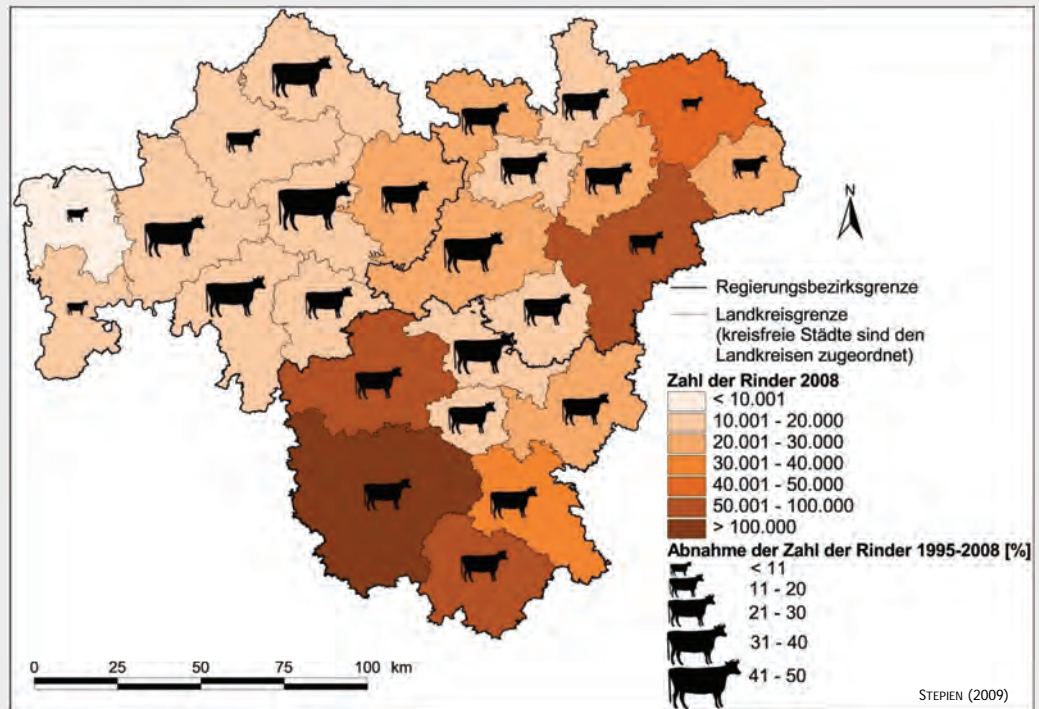 N
Regierungsbezirksgrenze
Landkreisgrenze
(kreisfreie Städte sind den
Landkreisen zugeordnet)
Zahl der Rinder 2008
< 10.001
10.001 - 20.000
20.001 - 30.000
30.001 - 40.000
40.001 - 50.000
50.001 - 100.000
> 100.000
Abnahme der Zahl der Rinder 1995-2008 [%]
< 11
11 - 20
21 - 30
31 - 40
41 - 50
0 25 50 75 100 km
STEPIEN (2009)